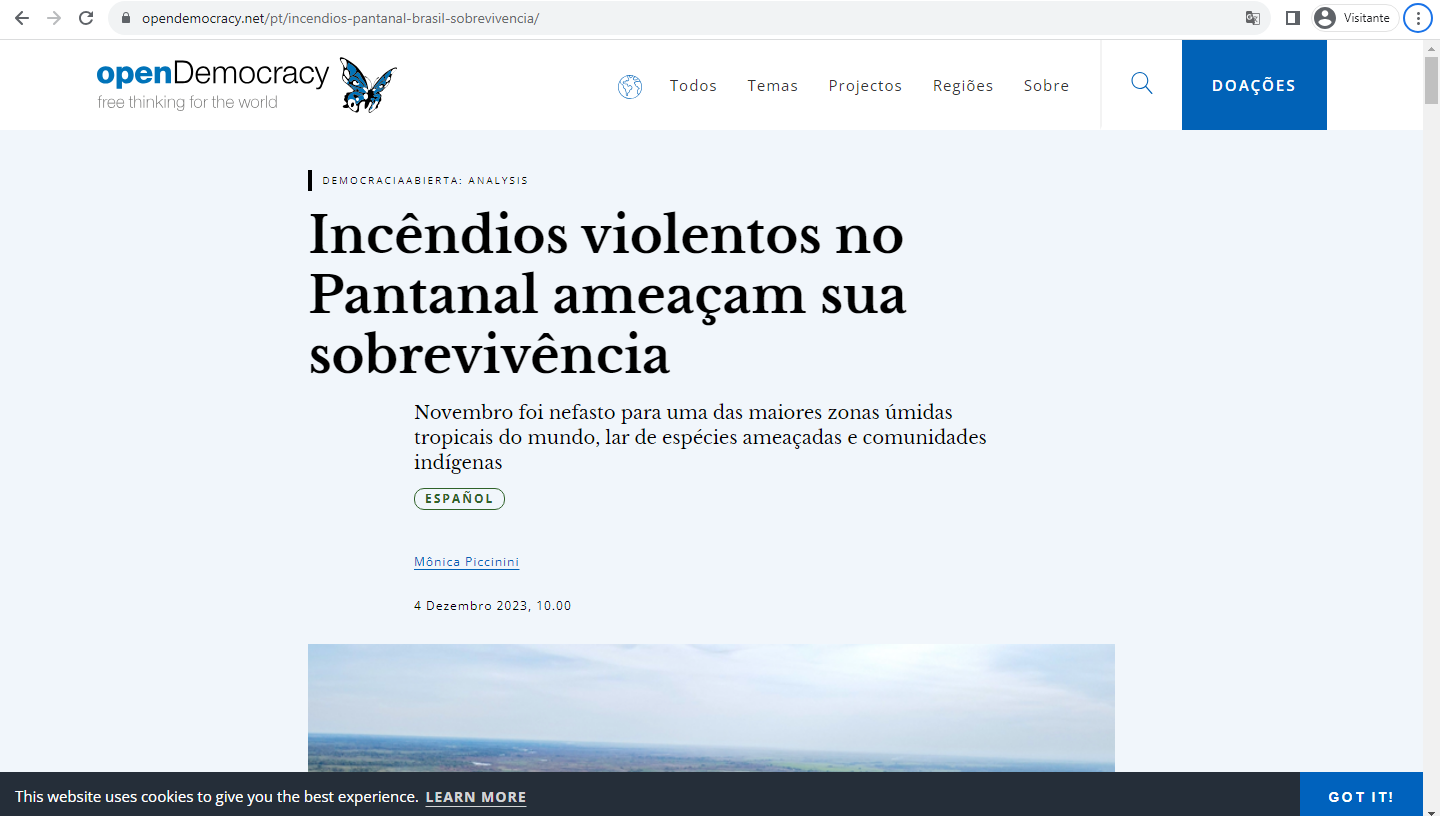 opendemocracy.net/pt/incendios-pantanal-brasil-sobrevivencia/
Visitante
openDemocracy
free thinking for the world
Todos
Temas
Projectos
Regiões
Sobre
DOAÇÕES
DEMOCRACIAABIERTA: ANALYSIS
Incêndios violentos no
Pantanal ameaçam sua
sobrevivência
Novembro foi nefasto para uma das maiores zonas úmidas
tropicais do mundo, lar de espécies ameaçadas e comunidades
indígenas
ESPAÑOL
Mônica Piccinini
4 Dezembro 2023, 10.00
This website uses cookies to give you the best experience. LEARN MORE
GOT IT!